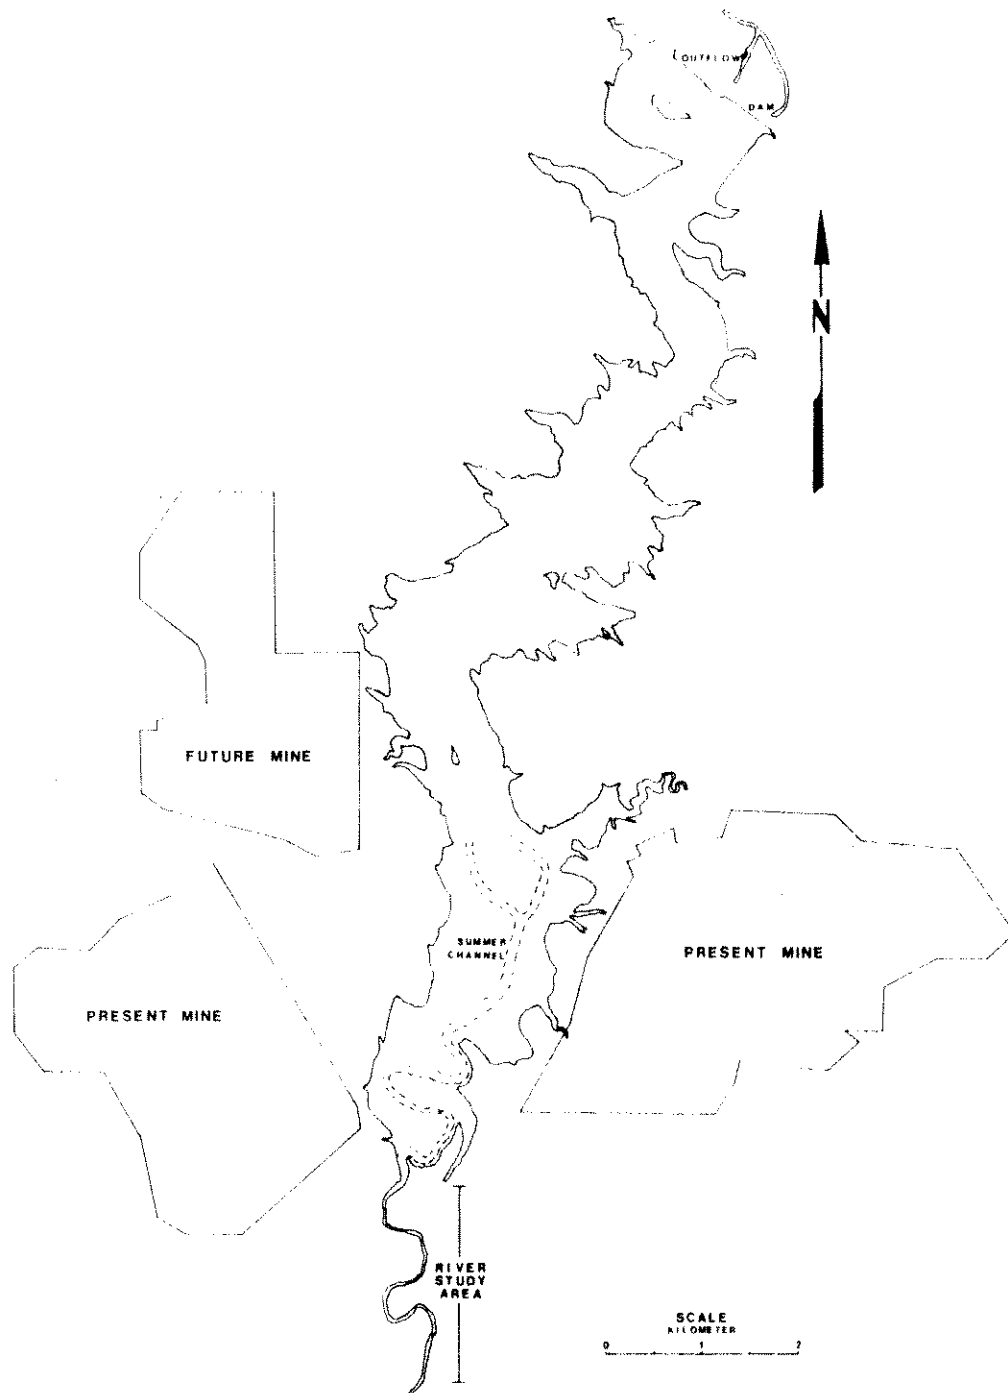 OUTFLOW
DAM
N
FUTURE MINE
SUMMER
CHANNEL
PRESENT MINE
PRESENT MINE
RIVER
STUDY
AREA
SCALE
KILOMETER
0 1 2